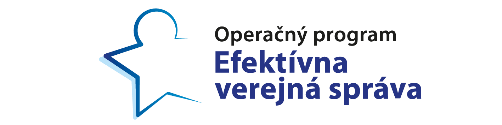 Operačný program
Efektívna
verejná správa